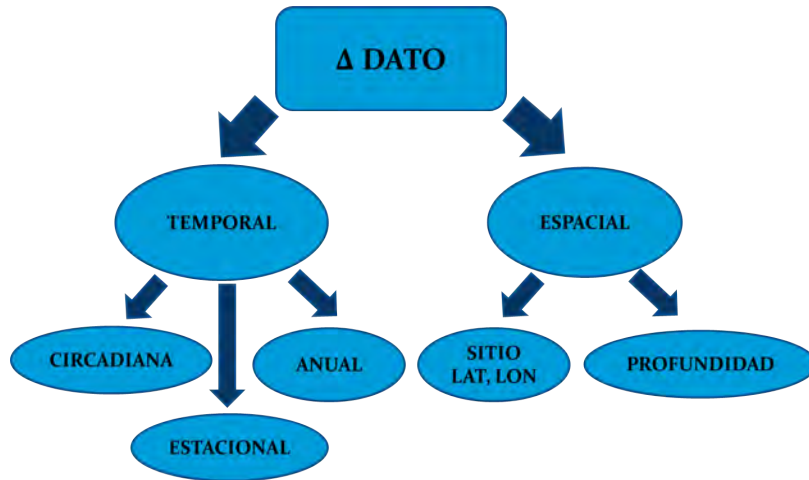 Δ DATO
TEMPORAL
ESPACIAL
CIRCADIANA
ANUAL
SITIO
LAT, LON
PROFUNDIDAD
ESTACIONAL